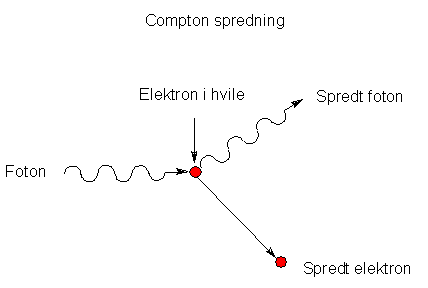 Compton spredning
Elektron i hvile
Spredt foton
Foton
Spredt elektron